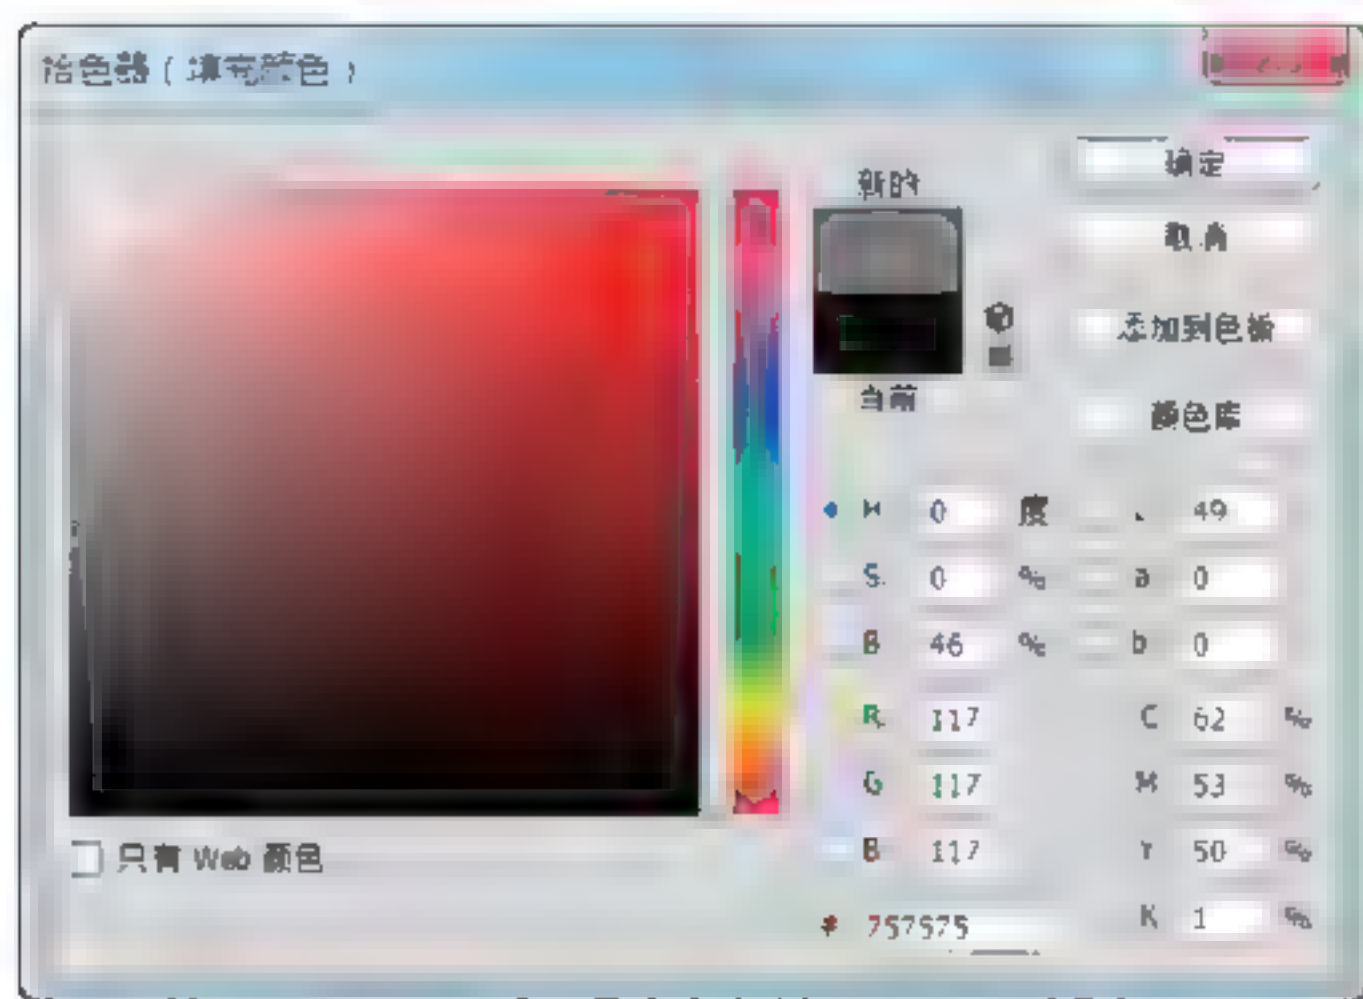 拾色器(填充颜色)
新的
当前
确定
取消
添加到色板
颜色库
H 0 度
S 0 %
B 46 %
R 117
G 117
B 117
# 757575
49
a 0
b 0
C 62 %
M 53 %
Y 50 %
K 1 %
只有 Web 颜色